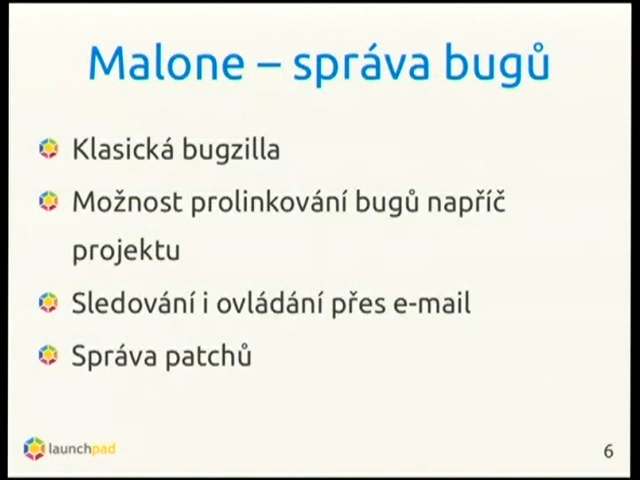 Malone – správa bugů
Klasická bugzilla
Možnost prolinkování bugů napříč
projektu
Sledování i ovládání přes e-mail
Správa patchů
launchpad
6